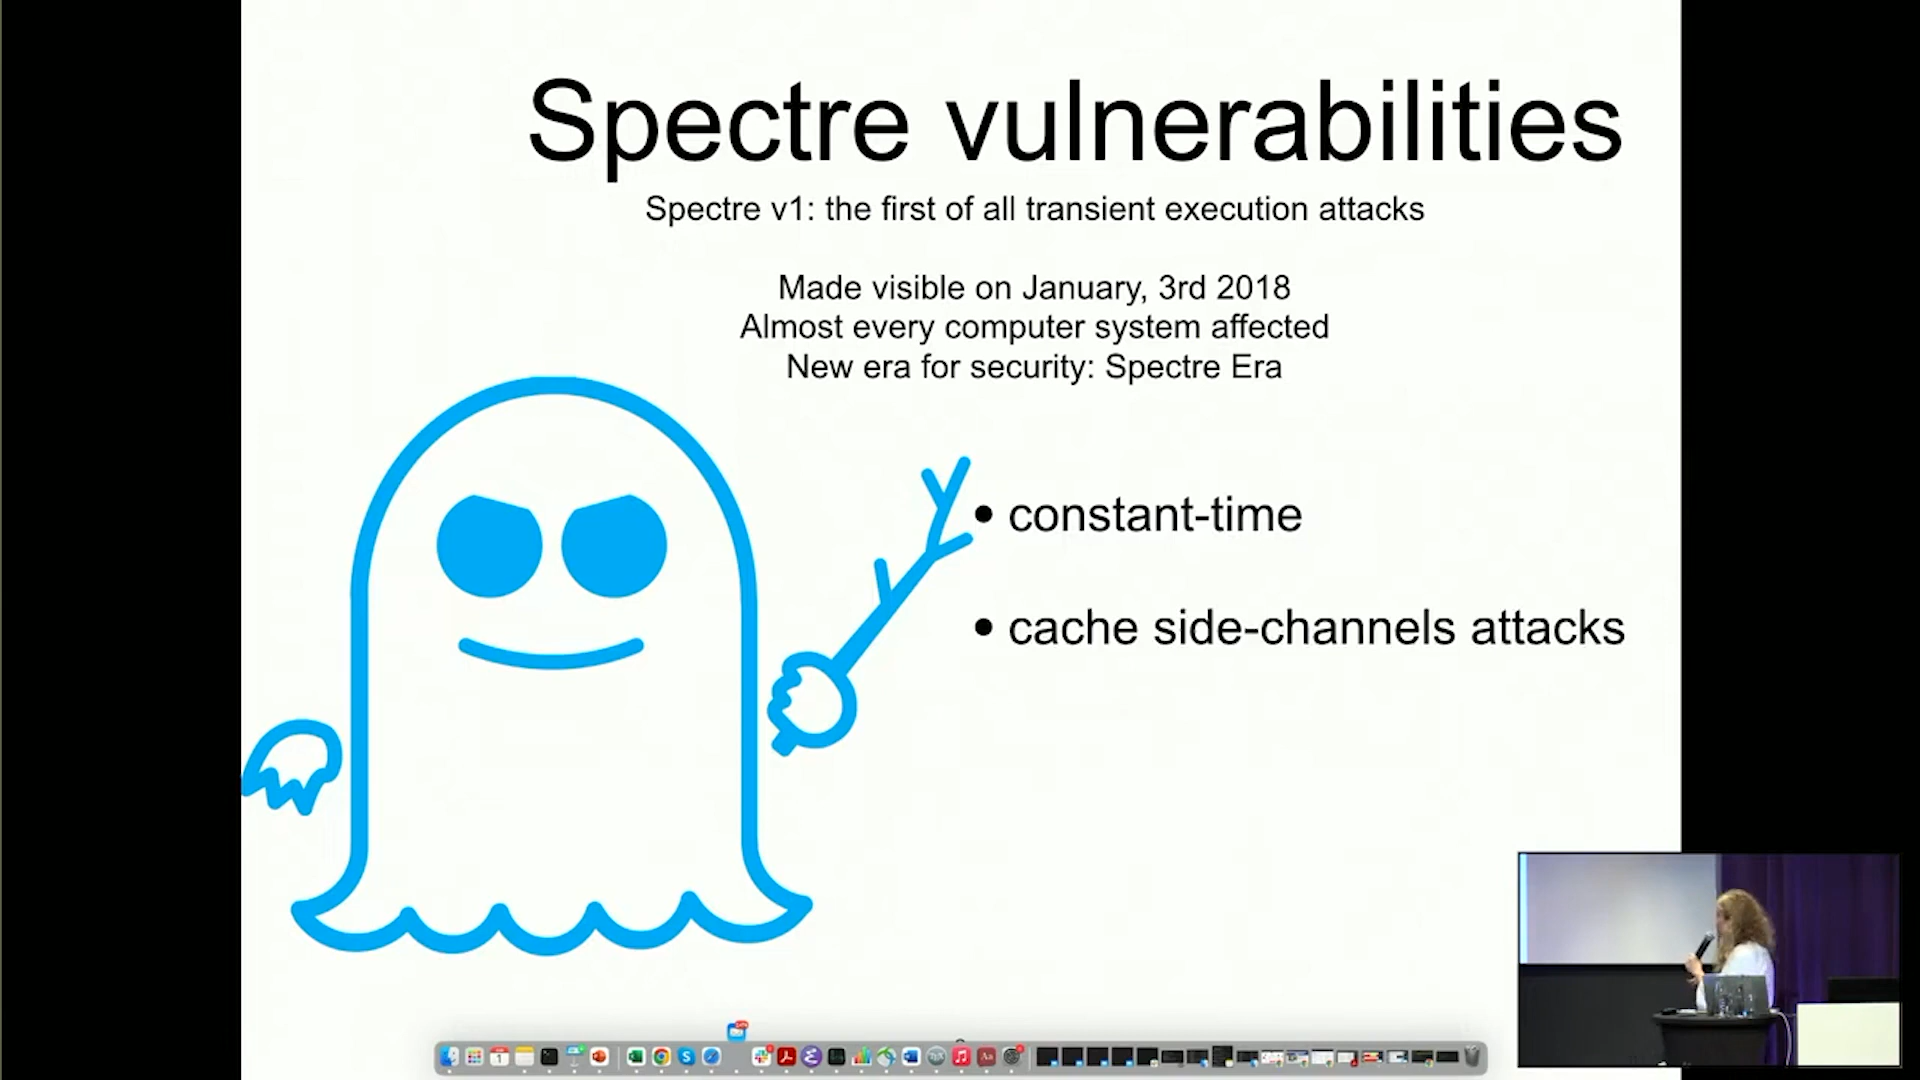 Spectre vulnerabilities
Spectre v1: the first of all transient execution attacks
Made visible on January, 3rd 2018
Almost every computer system affected
New era for security: Spectre Era
• constant-time
• cache side-channels attacks